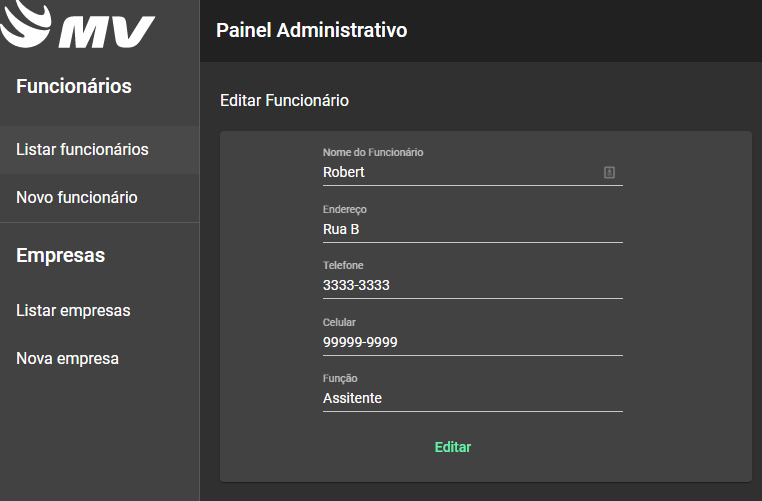 MV
Painel Administrativo
Funcionários
Listar funcionários
Novo funcionário
Empresas
Listar empresas
Nova empresa
Editar Funcionário
Nome do Funcionário
Robert
Endereço
Rua B
Telefone
3333-3333
Celular
99999-9999
Função
Assitente
Editar